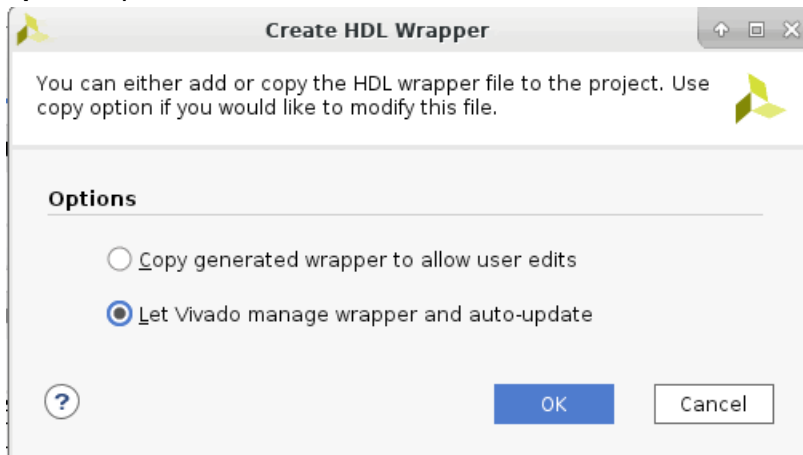 Create HDL Wrapper
You can either add or copy the HDL wrapper file to the project. Use
copy option if you would like to modify this file.
Options
Copy generated wrapper to allow user edits
Let Vivado manage wrapper and auto-update
?
OK
Cancel